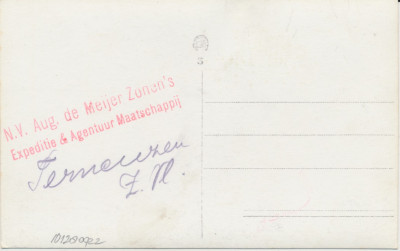 5
N.V. Aug. de Meijer Zonen's
Expeditie & Agentuur Maatschappij
Terneuzen
Z. Vl.